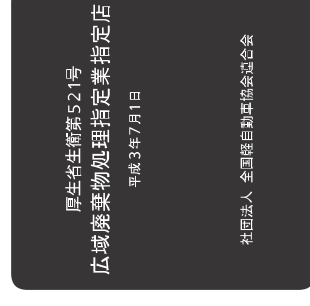 厚生省生衛第521号
広域廃棄物処理指定業指定店
平成3年7月1日
社団法人 全国軽自動車協会連合会